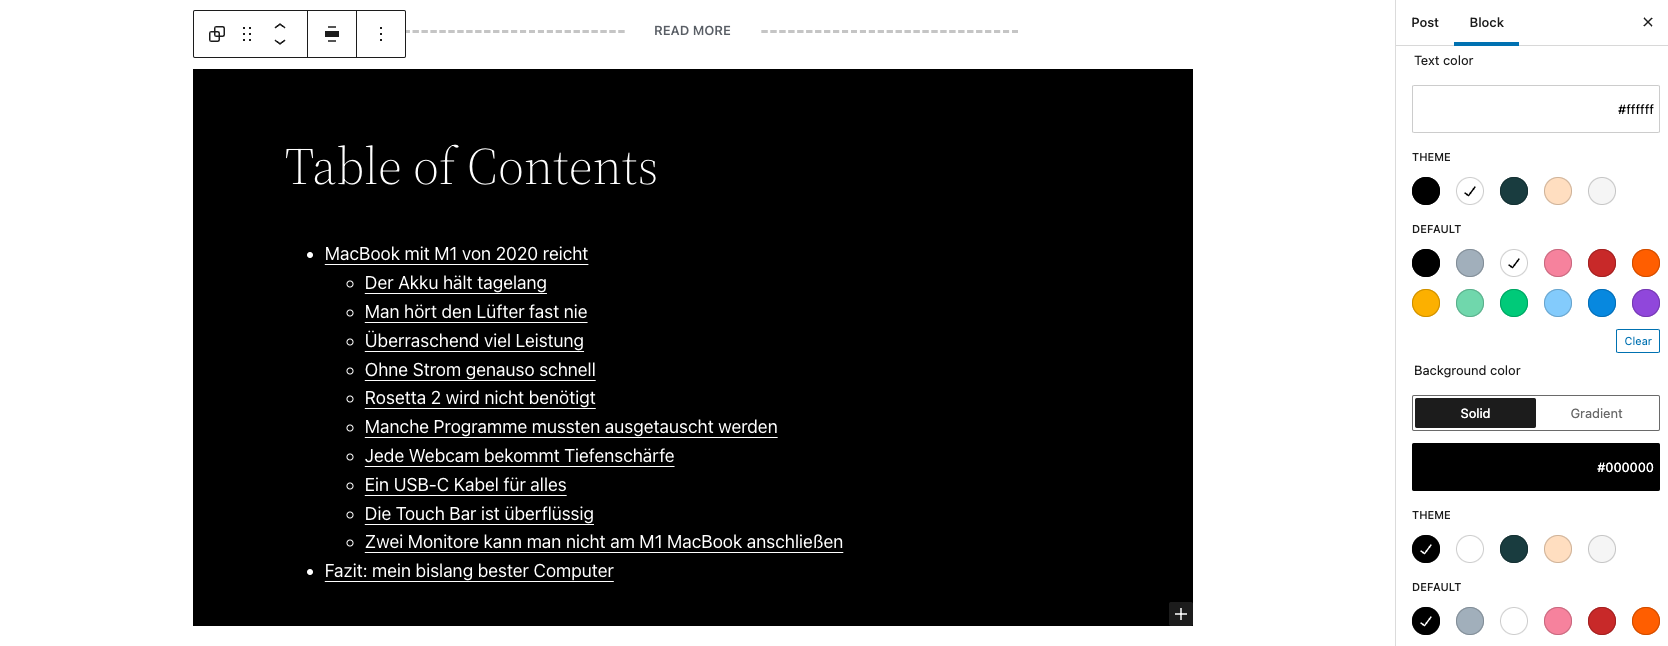 READ MORE
Table of Contents
MacBook mit M1 von 2020 reicht
Der Akku hält tagelang
Man hört den Lüfter fast nie
Überraschend viel Leistung
Ohne Strom genauso schnell
Rosetta 2 wird nicht benötigt
Manche Programme mussten ausgetauscht werden
Jede Webcam bekommt Tiefenschärfe
Ein USB-C Kabel für alles
Die Touch Bar ist überflüssig
Zwei Monitore kann man nicht am M1 MacBook anschließen
Fazit: mein bislang bester Computer
Post Block
Text color
#ffffff
THEME
DEFAULT
Clear
Background color
Solid Gradient
#000000
THEME
DEFAULT